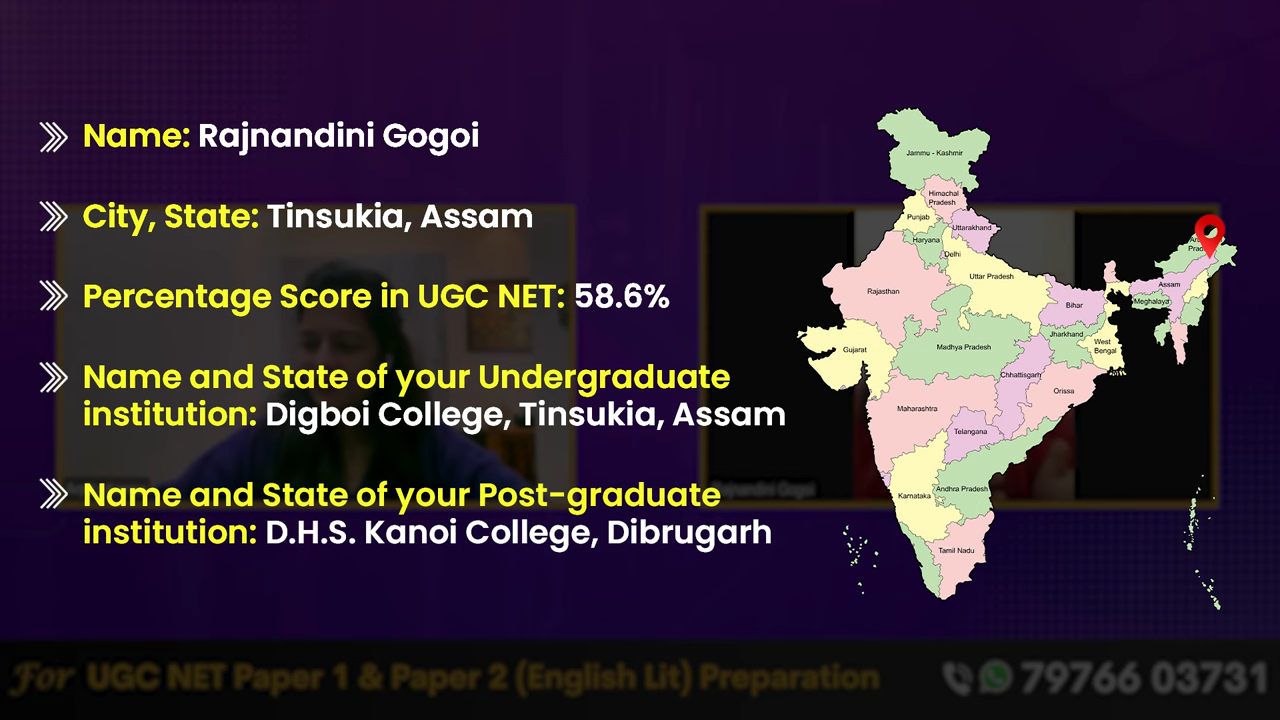 Name: Rajnandini Gogoi
City, State: Tinsukia, Assam
Percentage Score in UGC NET: 58.6%
Name and State of your Undergraduate
institution: Digboi College, Tinsukia, Assam
Name and State of your Post-graduate
institution: D.H.S. Kanoi College, Dibrugarh
Jammu - Kashmir
Himachal
Pradesh
Punjab
Uttarakhand
Haryana
Delhi
Uttar Pradesh
Rajasthan
Bihar
Assam
Meghalaya
Jharkhand
West
Bengal
Gujarat
Madhya Pradesh
Chhattisgarh
Orissa
Maharashtra
Telangana
Karnataka
Andhra Pradesh
Tamil Nadu
Rajnandini Gogoi
For UGC NET Paper 1 & Paper 2 (English Lit) Preparation
79766 03731